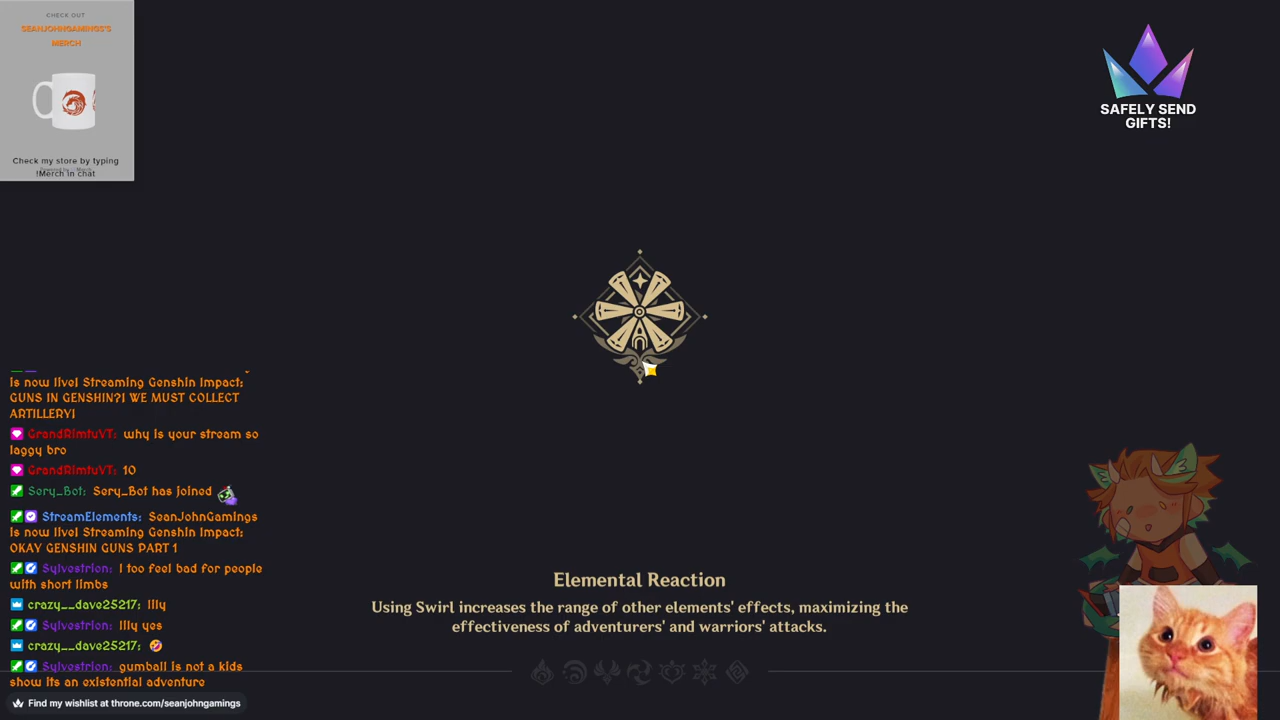 CHECK OUT
SEANJOHNGAMINGS'S
MERCH
Check my store by typing
!Merch in chat
SAFELY SEND
GIFTS!
is now live! Streaming Genshin Impact:
GUNS IN GENSHIN?! WE MUST COLLECT
ARTILLERY!
GrandRimtuVT: why is your stream so
laggy bro
GrandRimtuVT: 10
Sery_Bot: Sery_Bot has joined
StreamElements: SeanJohnGamings
is now live! Streaming Genshin Impact:
OKAY GENSHIN GUNS PART 1
Sylvestrien: I too feel bad for people
with short limbs
crazy__dave25217: Illy
Sylvestrien: Illy yes
crazy__dave25217:
Sylvestrien: gumball is not a kids
show its an existential adventure
Find my wishlist at throne.com/seanjohngamings
Elemental Reaction
Using Swirl increases the range of other elements' effects, maximizing the
effectiveness of adventurers' and warriors' attacks.